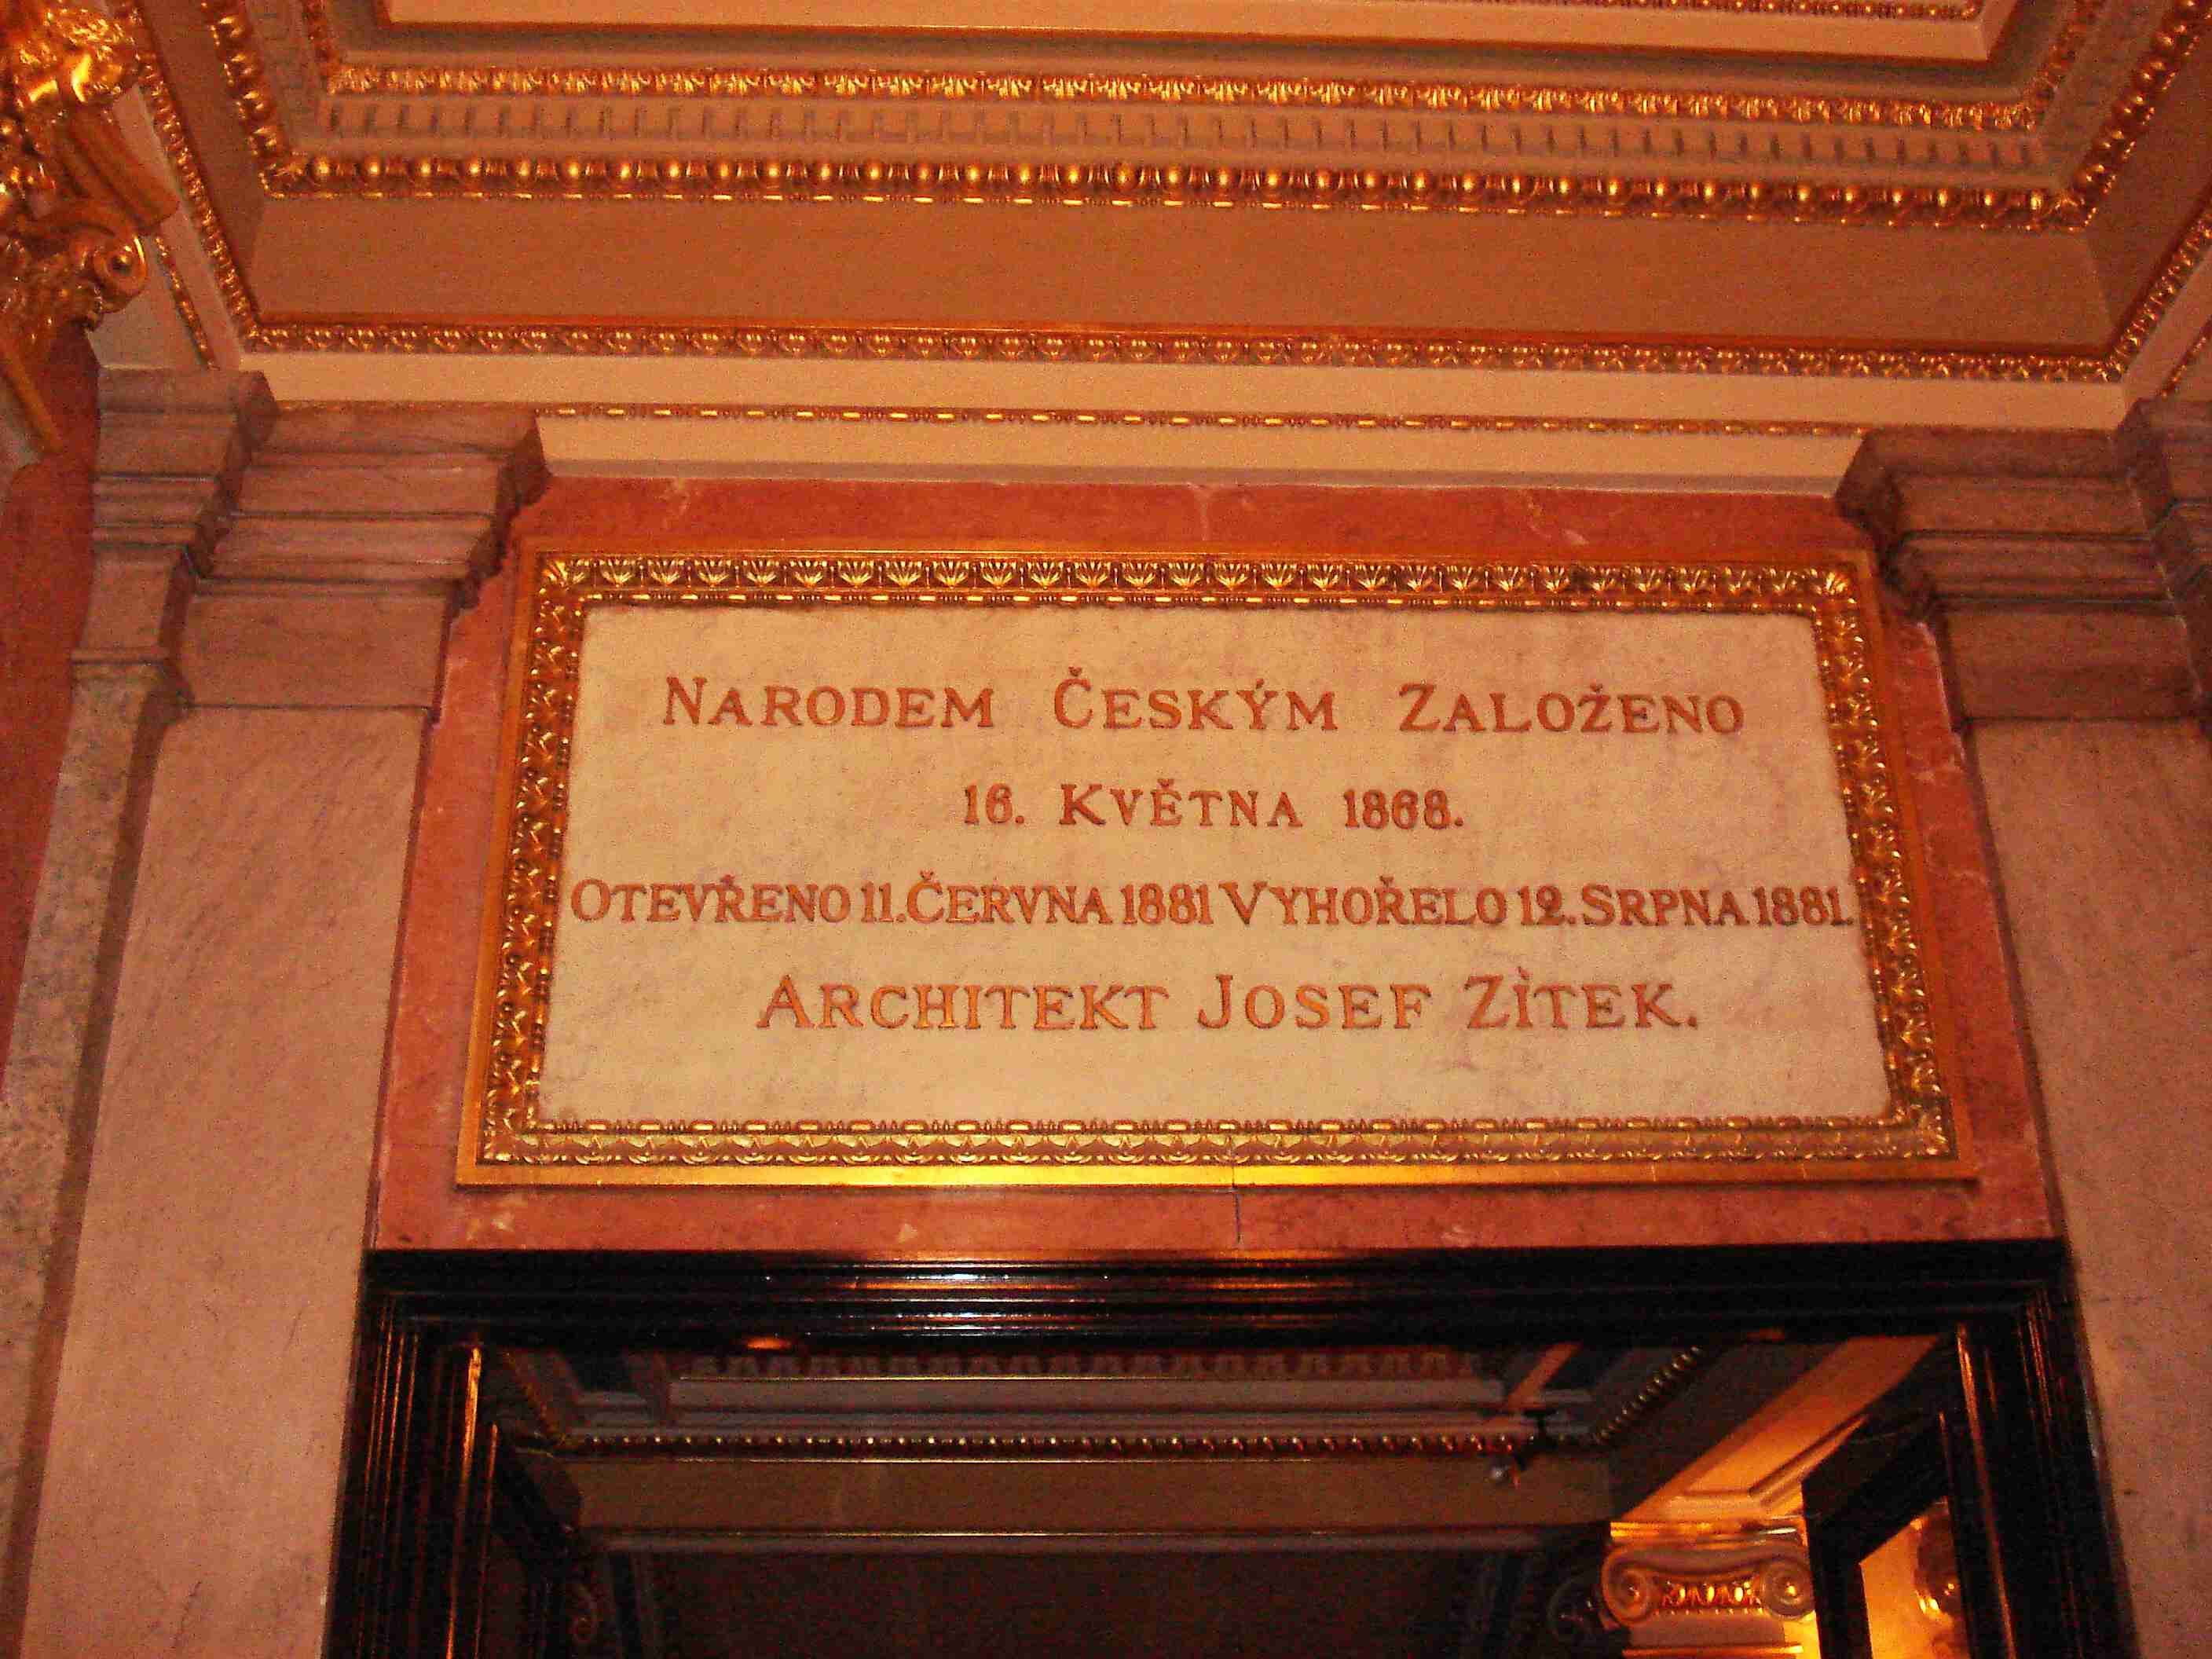 NARODEM ČESKÝM ZALOŽENO
16. KVĚTNA 1868.
OTEVŘENO 11. ČERVNA 1881 VYHOŘELO 12. SRPNA 1881.
ARCHITEKT JOSEF ZÌTEK.